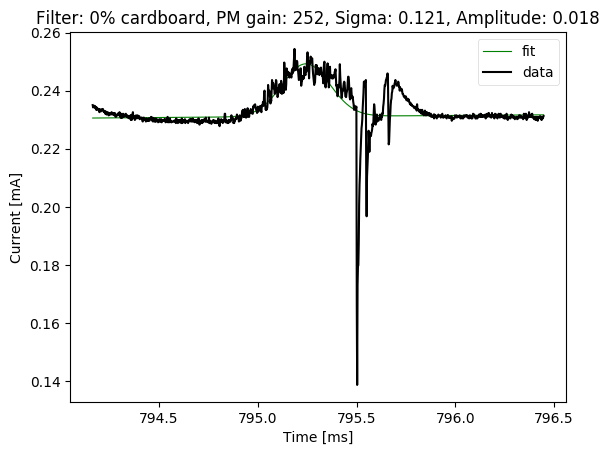 Filter: 0% cardboard, PM gain: 252, Sigma: 0.121, Amplitude: 0.018
0.26
fit
data
0.24
0.22
0.20
Current [mA]
0.18
0.16
0.14
794.5 795.0 795.5 796.0 796.5
Time [ms]